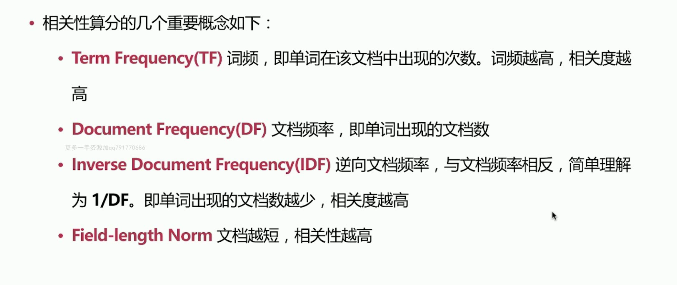 • 相关性算分的几个重要概念如下：
• Term Frequency(TF) 词频，即单词在该文档中出现的次数。词频越高，相关度越
高
• Document Frequency(DF) 文档频率，即单词出现的文档数
• Inverse Document Frequency(IDF) 逆向文档频率，与文档频率相反，简单理解
为 1/DF。即单词出现的文档数越少，相关度越高
• Field-length Norm 文档越短，相关性越高